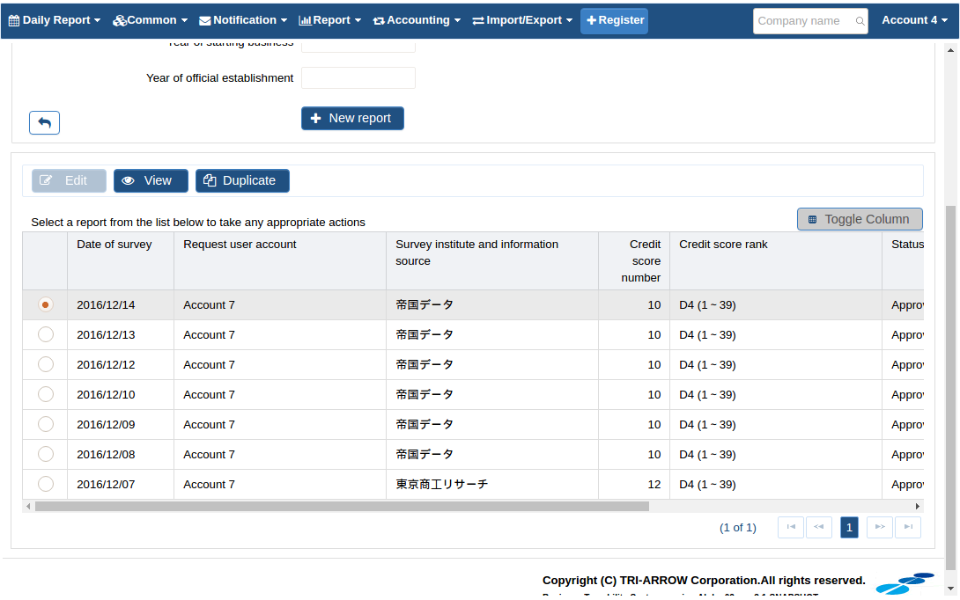 Daily Report Common Notification Report Accounting Import/Export Register Company name Account 4
Year of starting business
Year of official establishment
New report
Edit View Duplicate
Select a report from the list below to take any appropriate actions
Toggle Column
Date of survey Request user account Survey institute and information source Credit score number Credit score rank Status
2016/12/14 Account 7 帝国データ 10 D4 (1 ~ 39) Approv
2016/12/13 Account 7 帝国データ 10 D4 (1 ~ 39) Approv
2016/12/12 Account 7 帝国データ 10 D4 (1 ~ 39) Approv
2016/12/10 Account 7 帝国データ 10 D4 (1 ~ 39) Approv
2016/12/09 Account 7 帝国データ 10 D4 (1 ~ 39) Approv
2016/12/08 Account 7 帝国データ 10 D4 (1 ~ 39) Approv
2016/12/07 Account 7 東京商工リサーチ 12 D4 (1 ~ 39) Approv
(1 of 1) 1
Copyright (C) TRI-ARROW Corporation.All rights reserved.